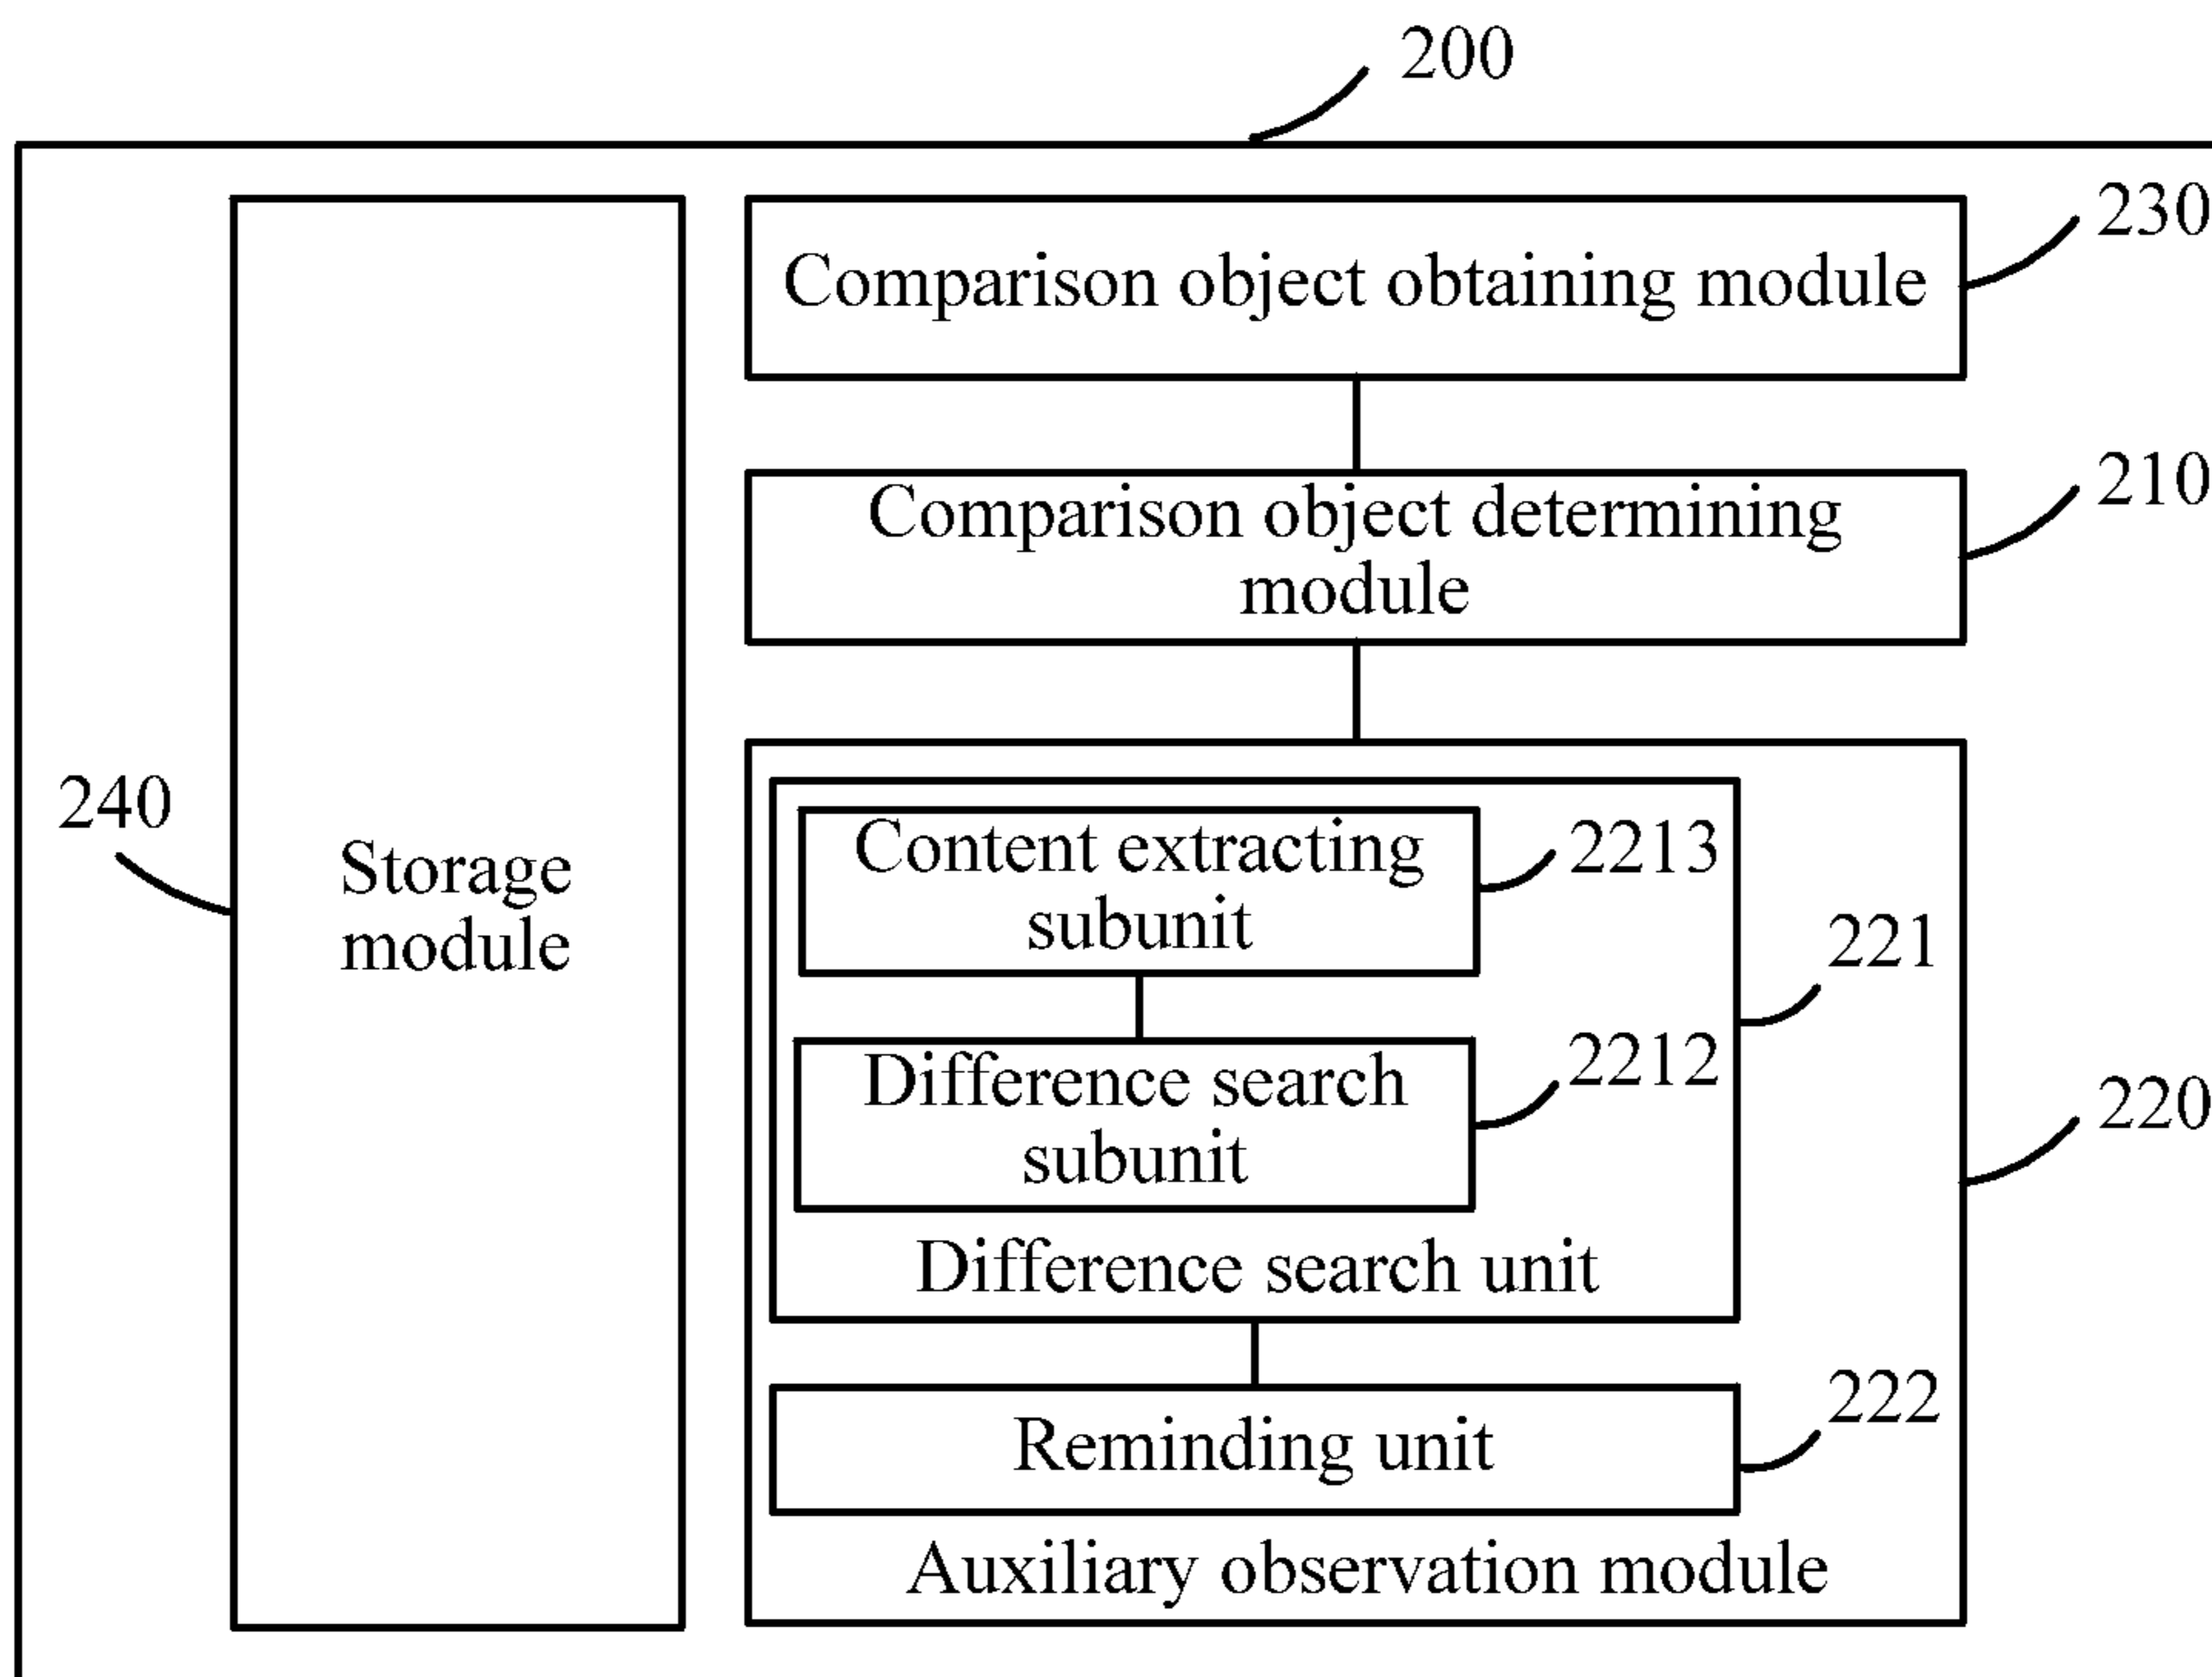 200
230
Comparison object obtaining module
210
Comparison object determining
module
240
Storage
module
Content extracting
subunit
2213
221
Difference search
subunit
2212
220
Difference search unit
222
Reminding unit
Auxiliary observation module